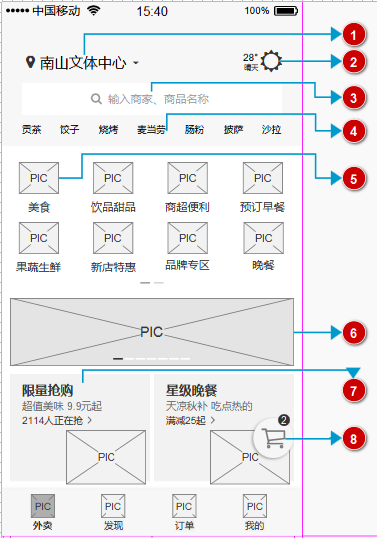 中国移动 15:40 100%
南山文体中心 28° 晴天
输入商家、商品名称
贡茶 饺子 烧烤 麦当劳 肠粉 披萨 沙拉
PIC PIC PIC PIC
美食 饮品甜品 商超便利 预订早餐
PIC PIC PIC PIC
果蔬生鲜 新店特惠 品牌专区 晚餐
PIC
限量抢购 星级晚餐
超值美味 9.9元起 天凉秋补 吃点热的
2114人正在抢 > 满减25起 >
2
PIC PIC
PIC PIC PIC PIC
外卖 发现 订单 我的
1
2
3
4
5
6
7
8